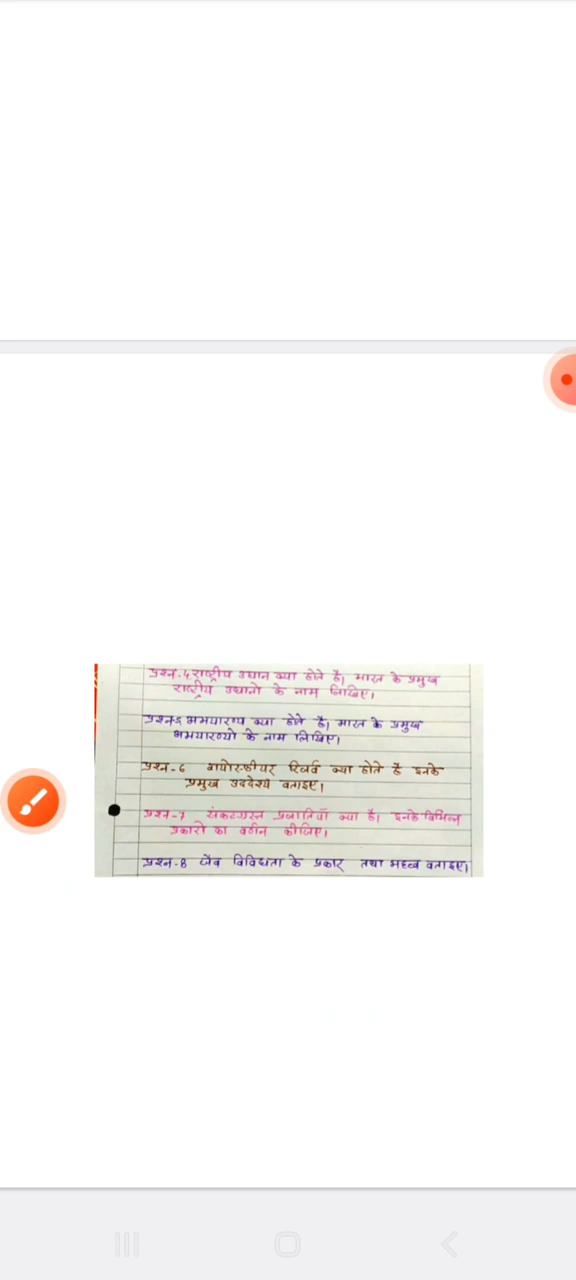 प्रश्न-4 राष्ट्रीय उद्यान क्या होते है। भारत के प्रमुख
राष्ट्रीय उद्यानो के नाम लिखिए।
प्रश्न-5 अभयारण्य क्या होते है। भारत के प्रमुख
अभयारण्यो के नाम लिखिए।
प्रश्न-6 बायोस्फीयर रिजर्व क्या होते है इनके
प्रमुख उददेश्य बताइए।
प्रश्न-7 संकटग्रस्त प्रजातियाँ क्या है। इनके विभिन्न
प्रकारो का वर्णन कीजिए।
प्रश्न-8 जैव विविधता के प्रकार तथा महत्व बताइए।